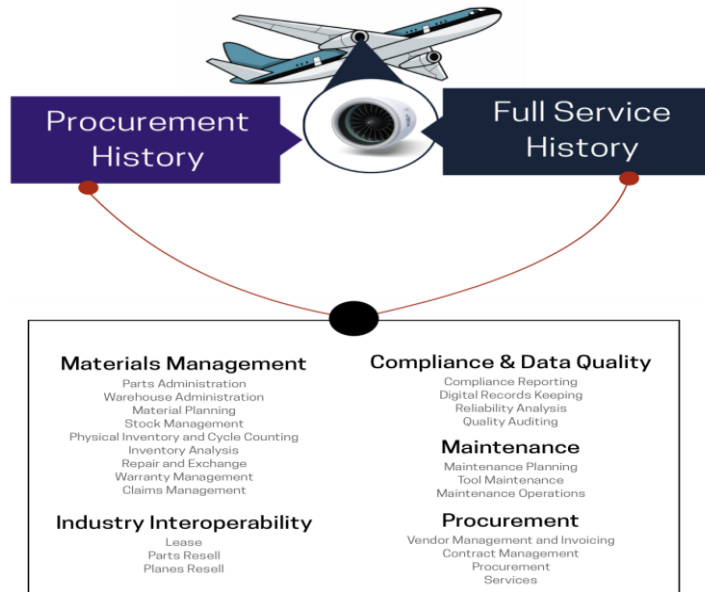 Procurement
History
Full Service
History
Materials Management
Parts Administration
Warehouse Administration
Material Planning
Stock Management
Physical Inventory and Cycle Counting
Inventory Analysis
Repair and Exchange
Warranty Management
Claims Management
Industry Interoperability
Lease
Parts Resell
Planes Resell
Compliance & Data Quality
Compliance Reporting
Digital Records Keeping
Reliability Analysis
Quality Auditing
Maintenance
Maintenance Planning
Tool Maintenance
Maintenance Operations
Procurement
Vendor Management and Invoicing
Contract Management
Procurement
Services